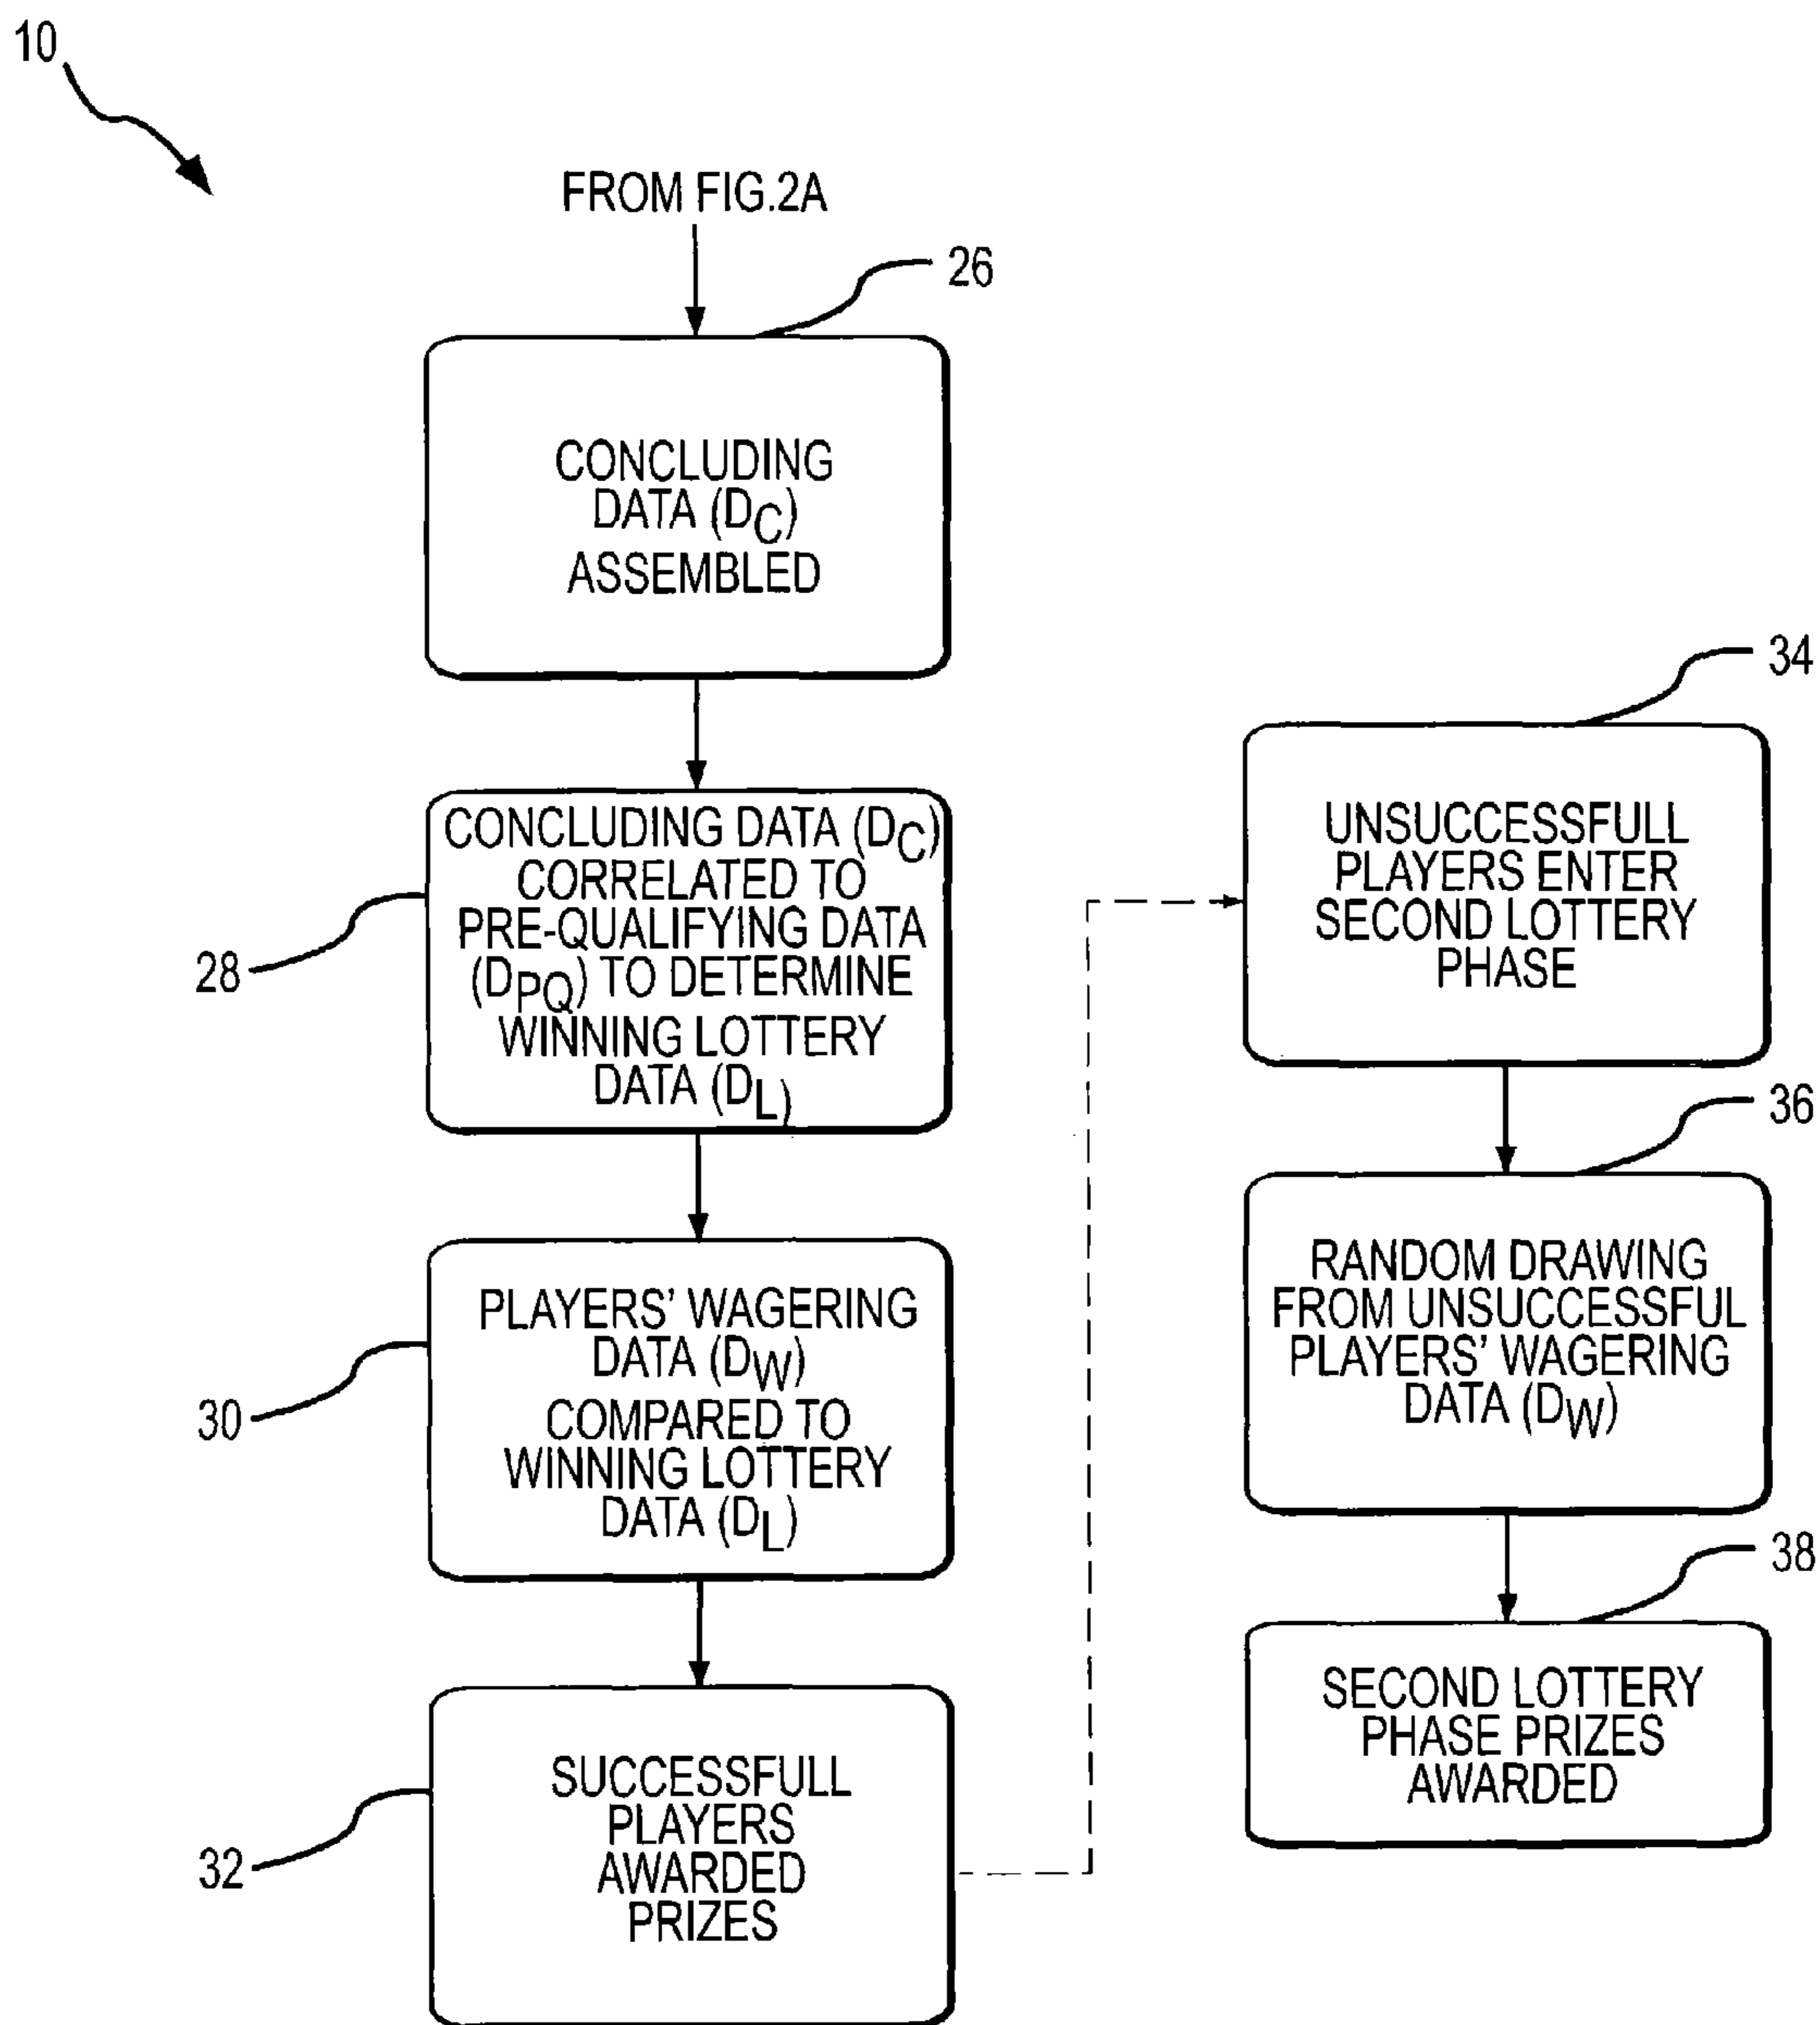 10
FROM FIG.2A
26
CONCLUDING
DATA (DC)
ASSEMBLED
28
CONCLUDING DATA (DC)
CORRELATED TO
PRE-QUALIFYING DATA
(DPQ) TO DETERMINE
WINNING LOTTERY
DATA (DL)
30
PLAYERS’ WAGERING
DATA (DW)
COMPARED TO
WINNING LOTTERY
DATA (DL)
32
SUCCESSFULL
PLAYERS
AWARDED
PRIZES
34
UNSUCCESSFULL
PLAYERS ENTER
SECOND LOTTERY
PHASE
36
RANDOM DRAWING
FROM UNSUCCESSFUL
PLAYERS’ WAGERING
DATA (DW)
38
SECOND LOTTERY
PHASE PRIZES
AWARDED